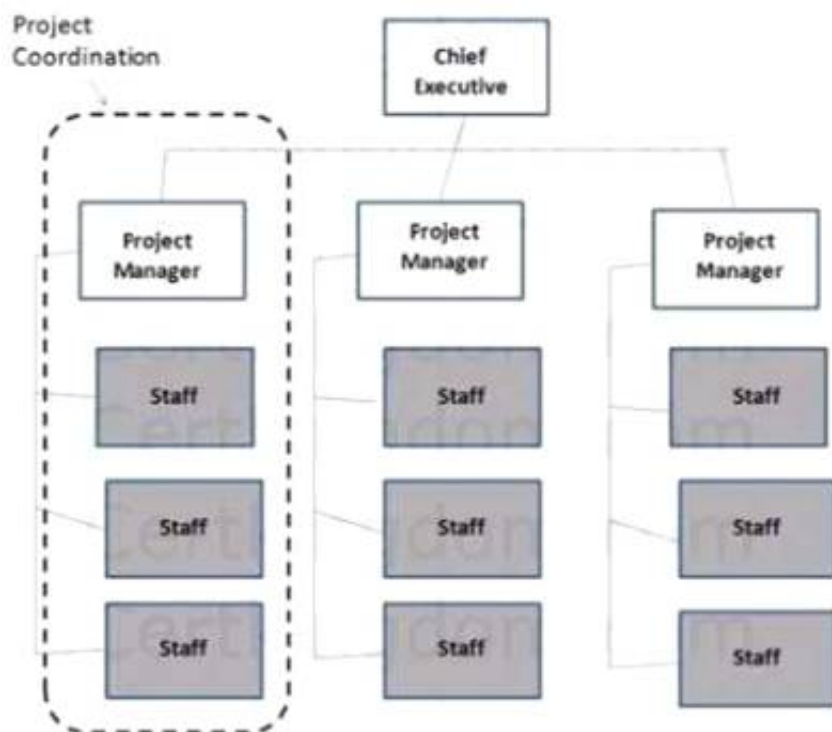 Project
Coordination
Chief
Executive
Project
Manager
Project
Manager
Project
Manager
Staff
Staff
Staff
Staff
Staff
Staff
Staff
Staff
Staff